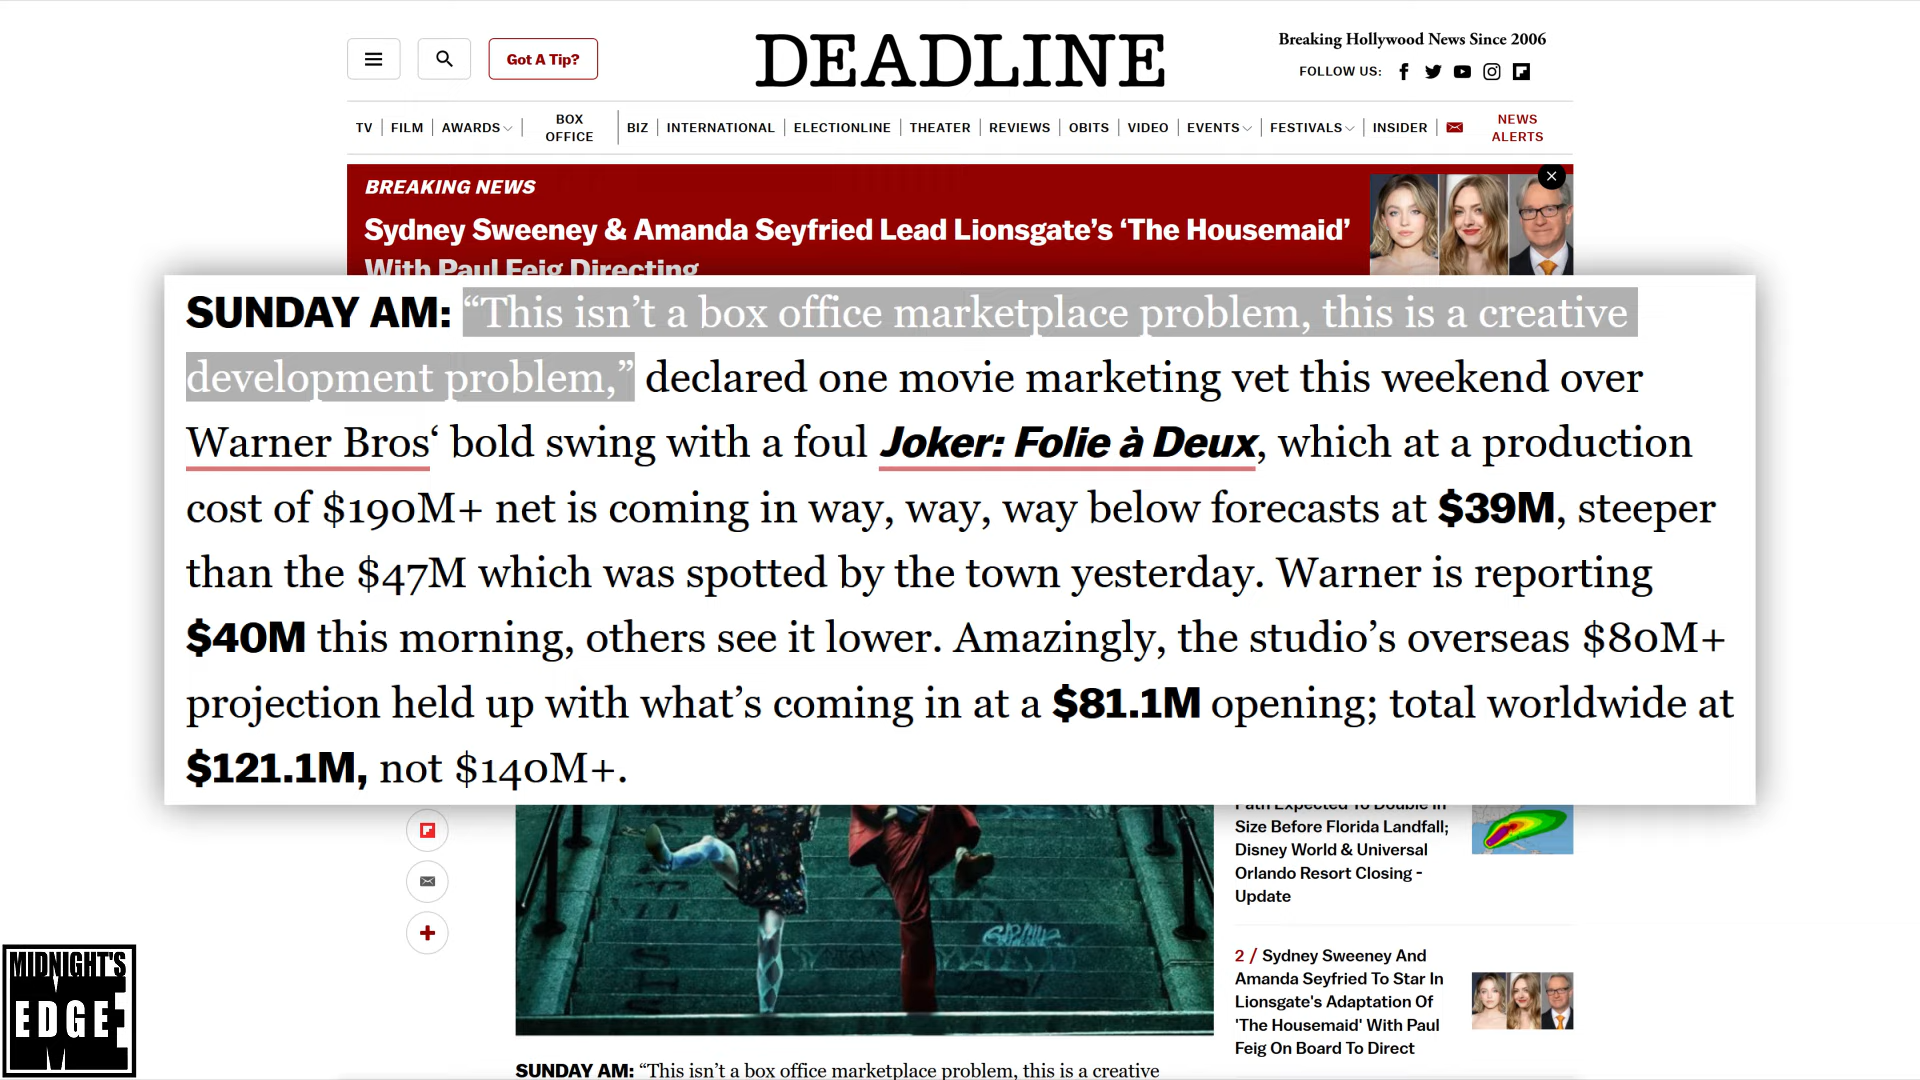 Got A Tip?
DEADLINE
Breaking Hollywood News Since 2006
FOLLOW US:
TV
FILM
AWARDS
BOX
OFFICE
BIZ
INTERNATIONAL
ELECTIONLINE
THEATER
REVIEWS
OBITS
VIDEO
EVENTS
FESTIVALS
INSIDER
NEWS
ALERTS
BREAKING NEWS
Sydney Sweeney & Amanda Seyfried Lead Lionsgate’s ‘The Housemaid’
With Paul Feig Directing
SUNDAY AM: “This isn’t a box office marketplace problem, this is a creative
development problem,” declared one movie marketing vet this weekend over
Warner Bros‘ bold swing with a foul Joker: Folie à Deux, which at a production
cost of $190M+ net is coming in way, way, way below forecasts at $39M, steeper
than the $47M which was spotted by the town yesterday. Warner is reporting
$40M this morning, others see it lower. Amazingly, the studio’s overseas $80M+
projection held up with what’s coming in at a $81.1M opening; total worldwide at
$121.1M, not $140M+.
Path Expected To Double In
Size Before Florida Landfall;
Disney World & Universal
Orlando Resort Closing -
Update
2 / Sydney Sweeney And
Amanda Seyfried To Star In
Lionsgate's Adaptation Of
'The Housemaid' With Paul
Feig On Board To Direct
SUNDAY AM: “This isn’t a box office marketplace problem, this is a creative
MIDNIGHT'S
EDGE